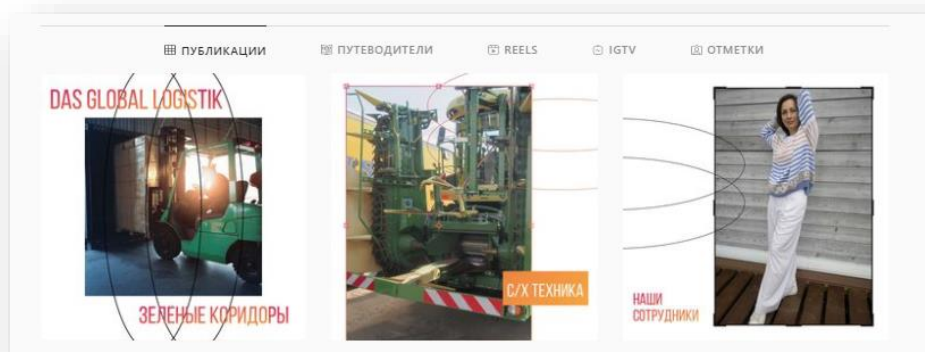 ПУБЛИКАЦИИ
ПУТЕВОДИТЕЛИ
REELS
IGTV
ОТМЕТКИ
DAS GLOBAL LOGISTIK
ЗЕЛЕНЫЕ КОРИДОРЫ
С/Х ТЕХНИКА
НАШИ
СОТРУДНИКИ